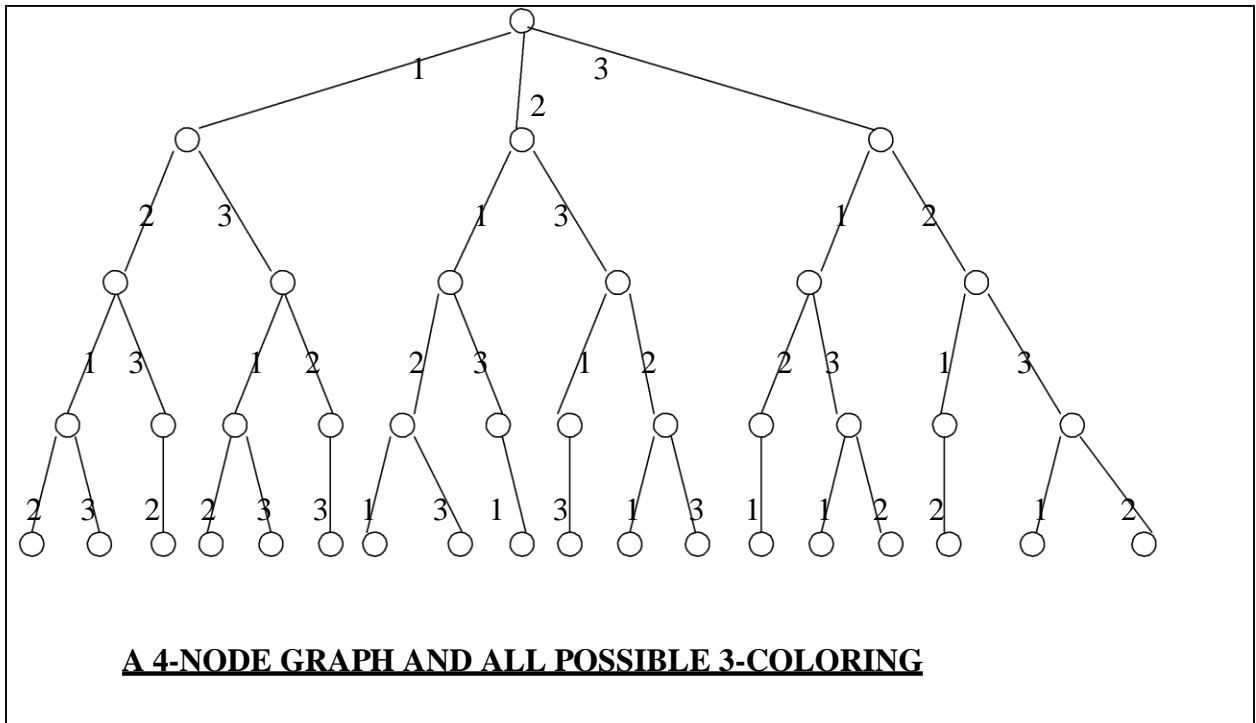 1 3
2
2 3 1 3 1 2
1 3 1 2 2 3 1 2 2 3 1 3
2 3 2 2 3 3 1 3 1 3 1 3 1 1 2 2 1 2
A 4-NODE GRAPH AND ALL POSSIBLE 3-COLORING